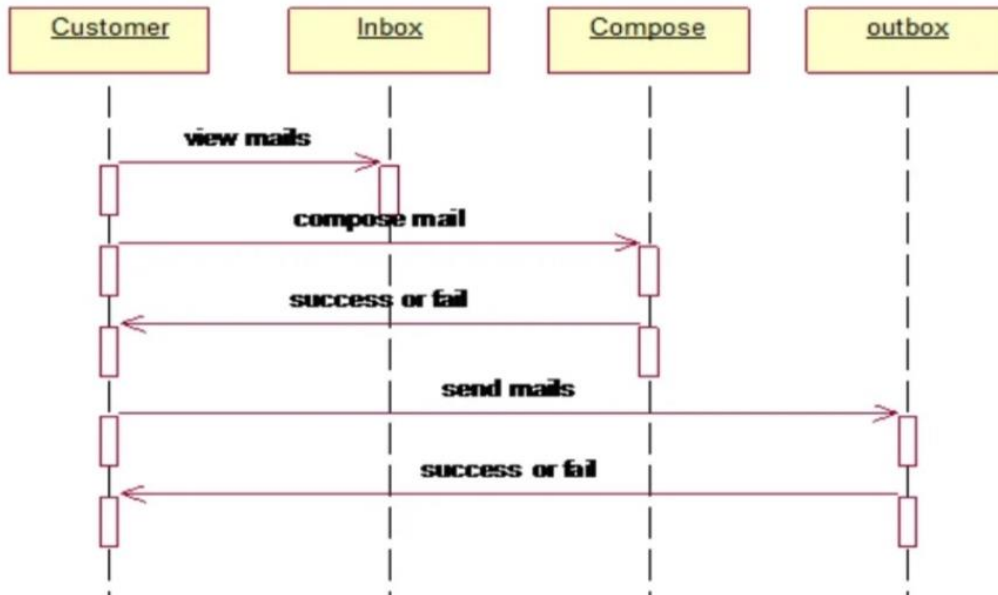 Customer
Inbox
Compose
outbox
view mails
compose mail
success or fail
send mails
success or fail